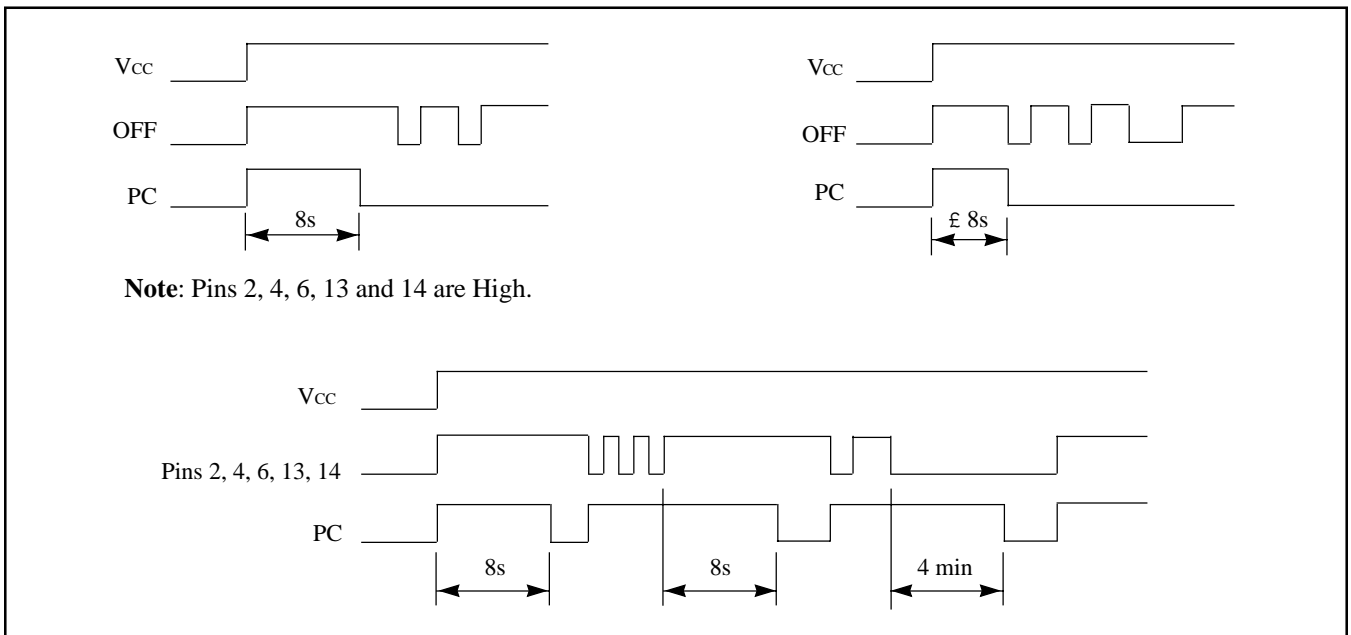 VCC
OFF
PC
8s
VCC
OFF
PC
£ 8s
Note: Pins 2, 4, 6, 13 and 14 are High.
VCC
Pins 2, 4, 6, 13, 14
PC
8s
8s
4 min